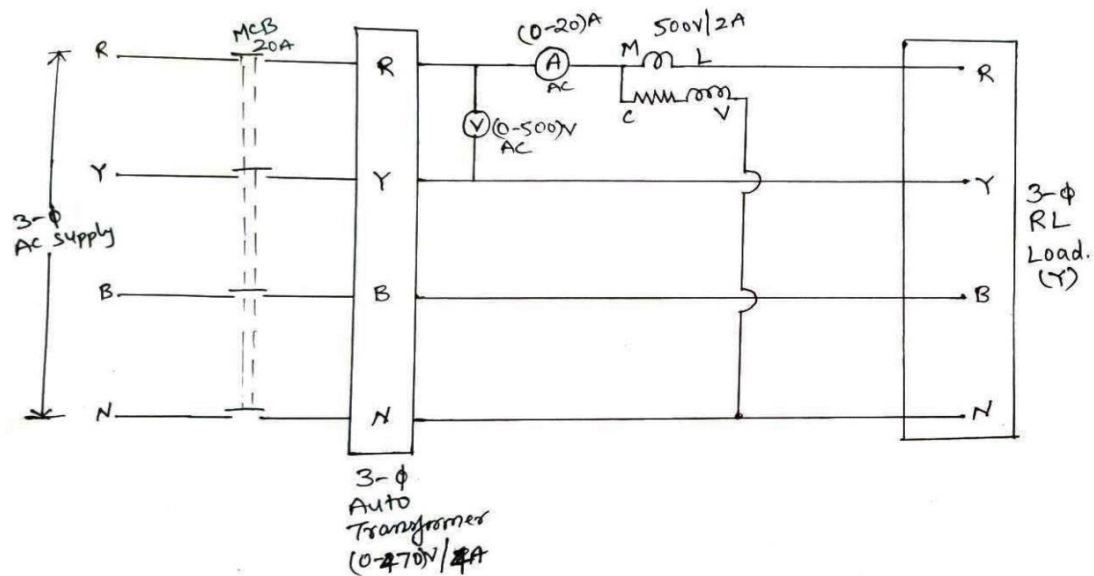 MCB
20A
(0-20)A
500V/2A
R
R
A
AC
M
L
R
C
V
V
(0-500)V
AC
Y
Y
Y
3-ϕ
AC supply
3-ϕ
RL
Load.
(Y)
B
B
B
N
N
N
3-ϕ
Auto
Transformer
(0-470)V/4A